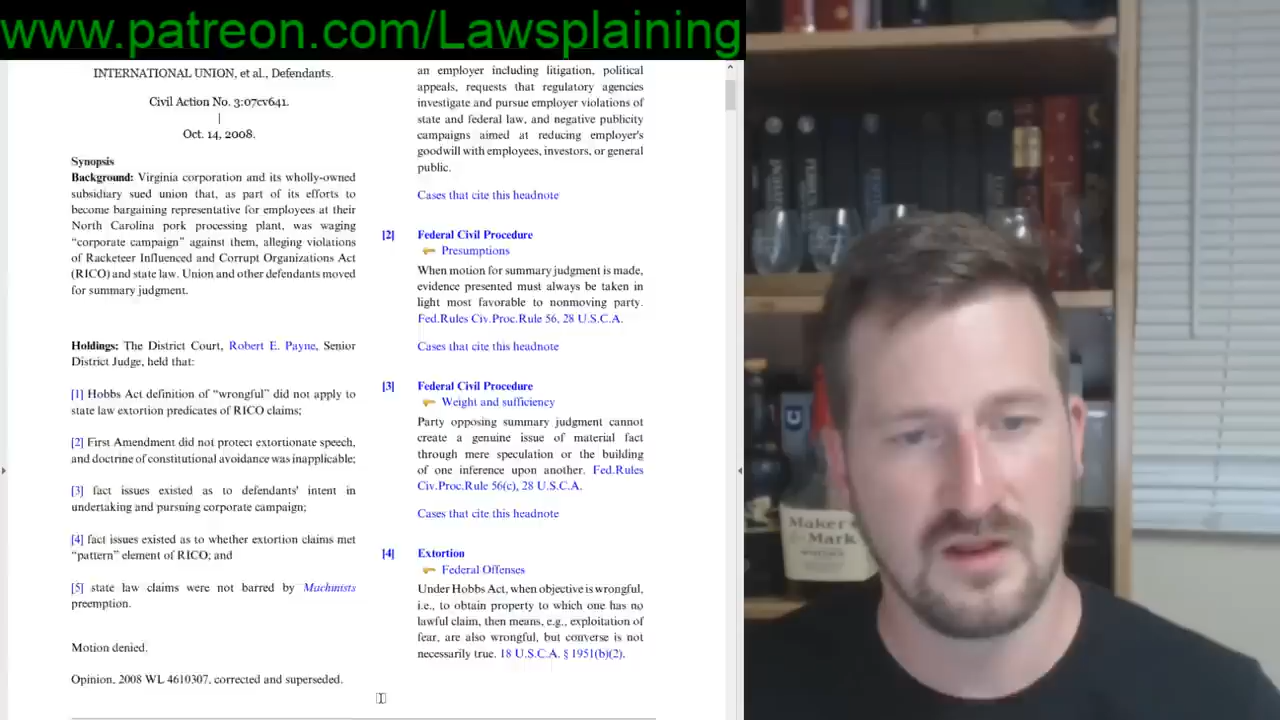 www.patreon.com/Lawsplaining
INTERNATIONAL UNION, et al., Defendants.
Civil Action No. 3:07cv641.
|
Oct. 14, 2008.
Synopsis
Background: Virginia corporation and its wholly-owned
subsidiary sued union that, as part of its efforts to
become bargaining representative for employees at their
North Carolina pork processing plant, was waging
“corporate campaign” against them, alleging violations
of Racketeer Influenced and Corrupt Organizations Act
(RICO) and state law. Union and other defendants moved
for summary judgment.
Holdings: The District Court, Robert E. Payne, Senior
District Judge, held that:
[1] Hobbs Act definition of “wrongful” did not apply to
state law extortion predicates of RICO claims;
[2] First Amendment did not protect extortionate speech,
and doctrine of constitutional avoidance was inapplicable;
[3] fact issues existed as to defendants' intent in
undertaking and pursuing corporate campaign;
[4] fact issues existed as to whether extortion claims met
“pattern” element of RICO; and
[5] state law claims were not barred by Machinists
preemption.
Motion denied.
Opinion, 2008 WL 4610307, corrected and superseded.
an employer including litigation, political
appeals, requests that regulatory agencies
investigate and pursue employer violations of
state and federal law, and negative publicity
campaigns aimed at reducing employer's
goodwill with employees, investors, or general
public.
Cases that cite this headnote
[2] Federal Civil Procedure
Presumptions
When motion for summary judgment is made,
evidence presented must always be taken in
light most favorable to nonmoving party.
Fed.Rules Civ.Proc.Rule 56, 28 U.S.C.A.
Cases that cite this headnote
[3] Federal Civil Procedure
Weight and sufficiency
Party opposing summary judgment cannot
create a genuine issue of material fact
through mere speculation or the building
of one inference upon another. Fed.Rules
Civ.Proc.Rule 56(c), 28 U.S.C.A.
Cases that cite this headnote
[4] Extortion
Federal Offenses
Under Hobbs Act, when objective is wrongful,
i.e., to obtain property to which one has no
lawful claim, then means, e.g., exploitation of
fear, are also wrongful, but converse is not
necessarily true. 18 U.S.C.A. § 1951(b)(2).
Maker's
Mark